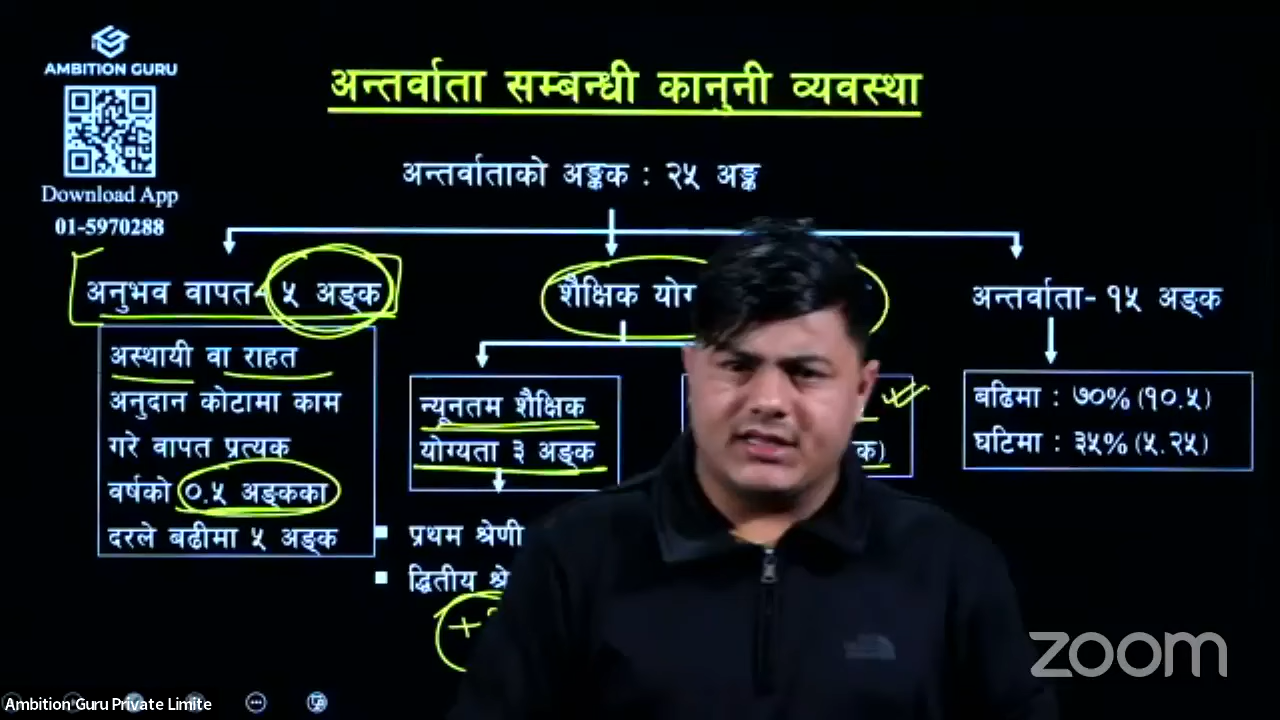 AMBITION GURU
Download App
01-5970288
अन्तर्वाता सम्बन्धी कानुनी व्यवस्था
अन्तर्वाताको अङ्कक : २५ अङ्क
अनुभव वापत- ५ अङ्क
अस्थायी वा राहत
अनुदान कोटामा काम
गरे वापत प्रत्यक
वर्षको ०.५ अङ्कका
दरले बढीमा ५ अङ्क
शैक्षिक
न्यूनतम शैक्षिक
योग्यता ३ अङ्क
प्रथम श्रेणी
द्वितीय
अन्तर्वाता- १५ अङ्क
बढिमा : ७०% (१०.५)
घटिमा : ३५% (५.२५)
zoom
Ambition Guru Private Limite